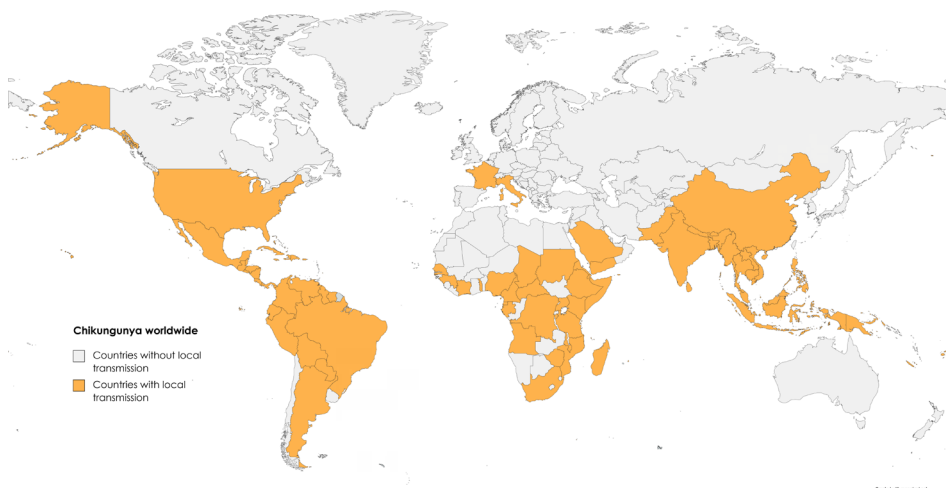 Chikungunya worldwide
Countries without local
transmission
Countries with local
transmission